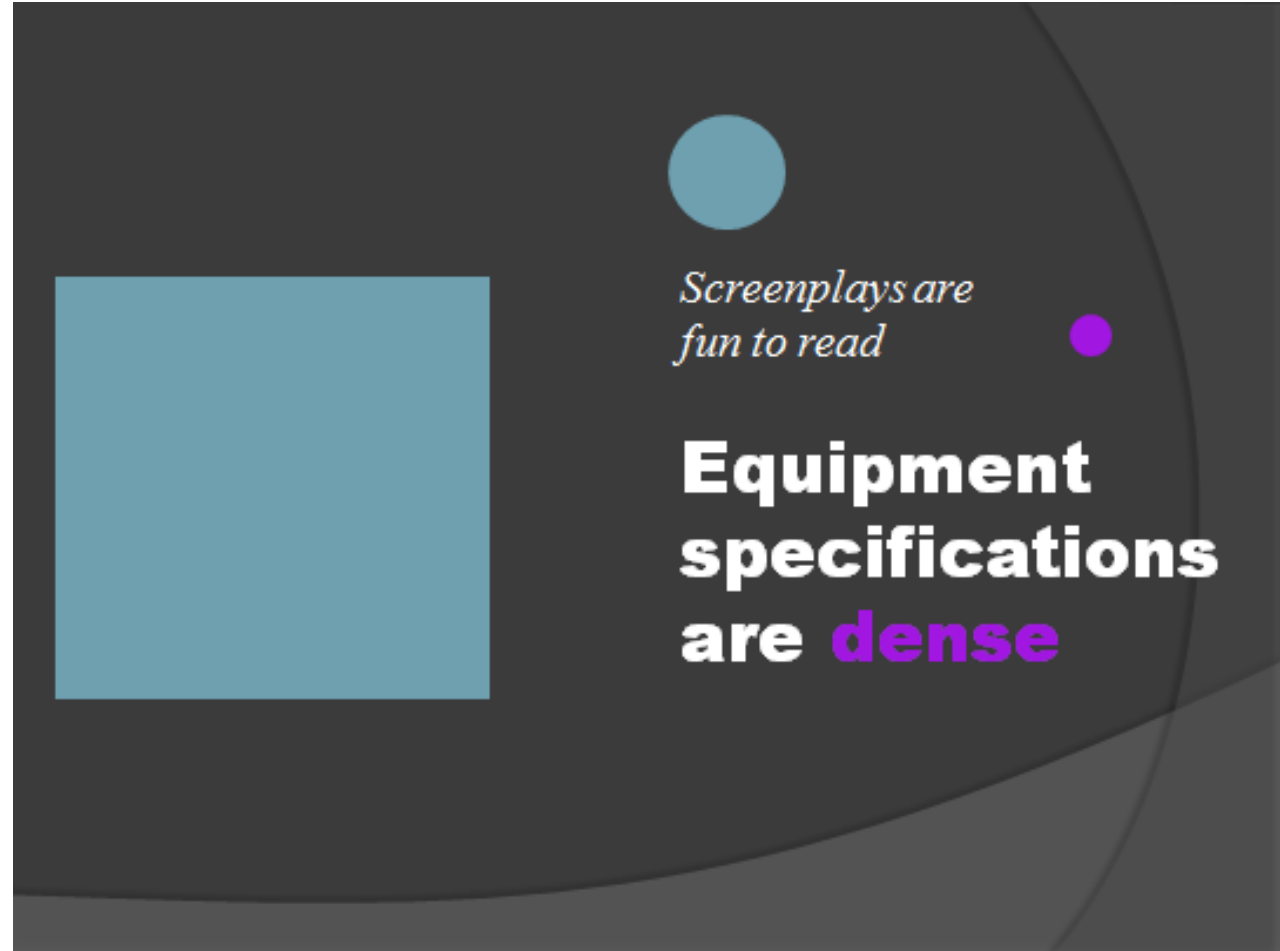 Screenplays are
fun to read
Equipment
specifications
are dense